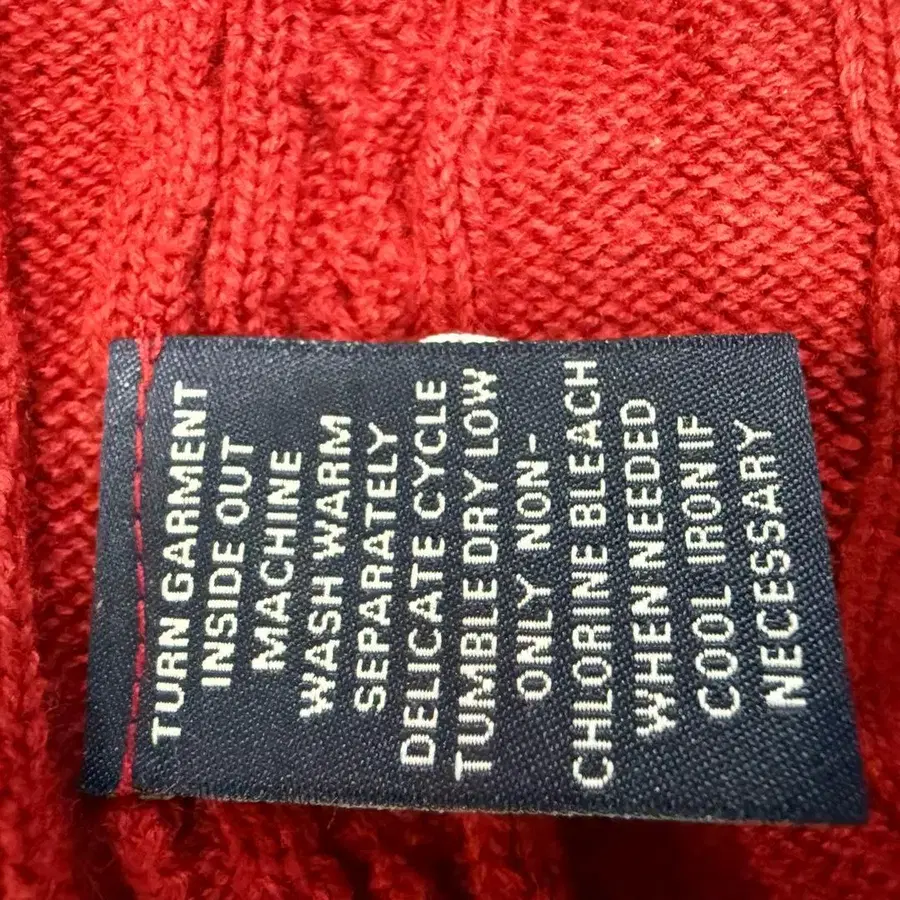 TURN GARMENT
INSIDE OUT
MACHINE
WASH WARM
SEPARATELY
DELICATE CYCLE
TUMBLE DRY LOW
ONLY NON-
CHLORINE BLEACH
WHEN NEEDED
COOL IRON IF
NECESSARY